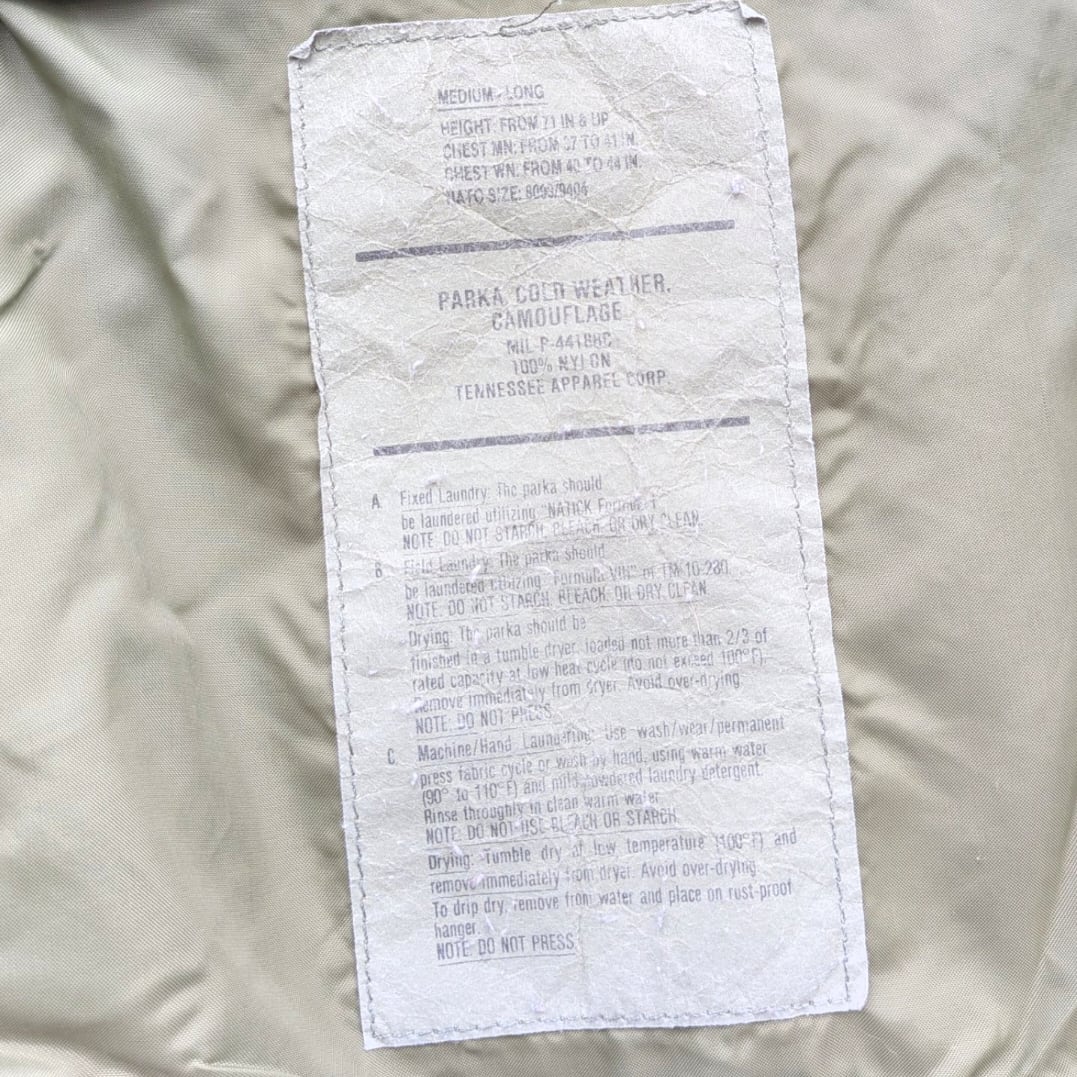 MEDIUM-LONG
HEIGHT: FROM 71 IN & UP
CHEST MN: FROM 37 TO 41 IN.
CHEST WN: FROM 40 TO 44 IN.
NATO SIZE:
PARKA, COLD WEATHER,
CAMOUFLAGE
100% NYLON
TENNESSEE APPAREL CORP.
A Fixed Laundry: The parka should
be laundered utilizing "NATICK Formula I".
NOTE: DO NOT STARCH, BLEACH, OR DRY CLEAN.
B Field Laundry: The parka should
be laundered utilizing "Formula VIII" of TM 10-280.
NOTE: DO NOT STARCH, BLEACH, OR DRY CLEAN.
Drying: The parka should be
finished in a tumble dryer, loaded not more than 2/3 of
rated capacity at low heat cycle (do not exceed 100°F).
Remove immediately from dryer. Avoid over-drying.
NOTE: DO NOT PRESS.
C Machine/Hand Laundering: Use wash/wear/permanent
press fabric cycle or wash by hand, using warm water
(90° to 110°F) and mild powdered laundry detergent.
Rinse throughly in clean warm water.
NOTE: DO NOT USE BLEACH OR STARCH.
Drying: Tumble dry at low temperature (100°F) and
remove immediately from dryer. Avoid over-drying.
To drip dry, remove from water and place on rust-proof
hanger.
NOTE: DO NOT PRESS.